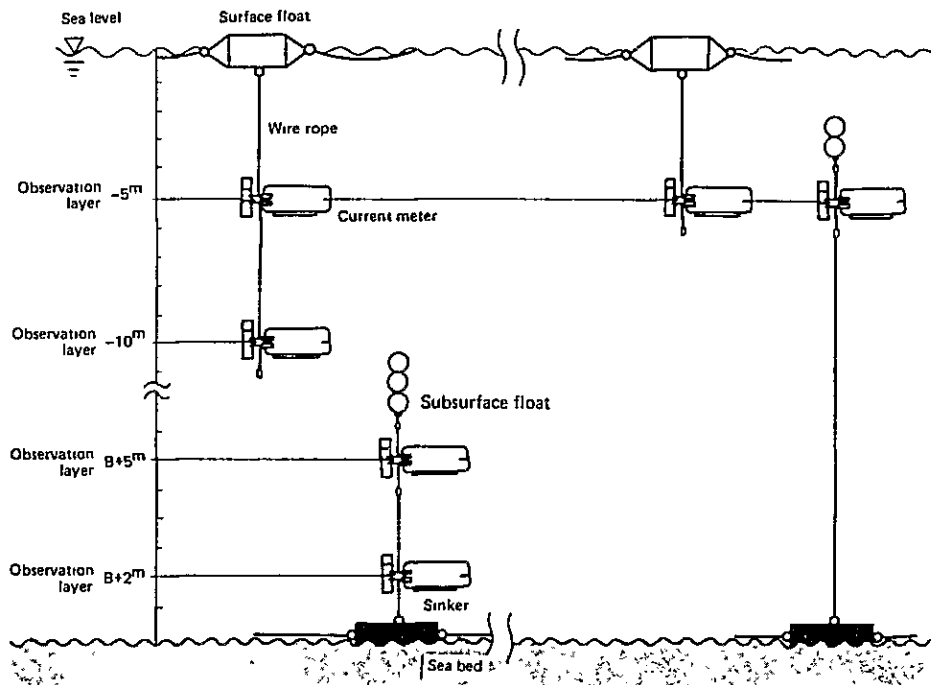 Sea level
Surface float
Wire rope
Observation
layer -5m
Current meter
Observation
layer -10m
Subsurface float
Observation
layer B+5m
Observation
layer B+2m
Sinker
Sea bed